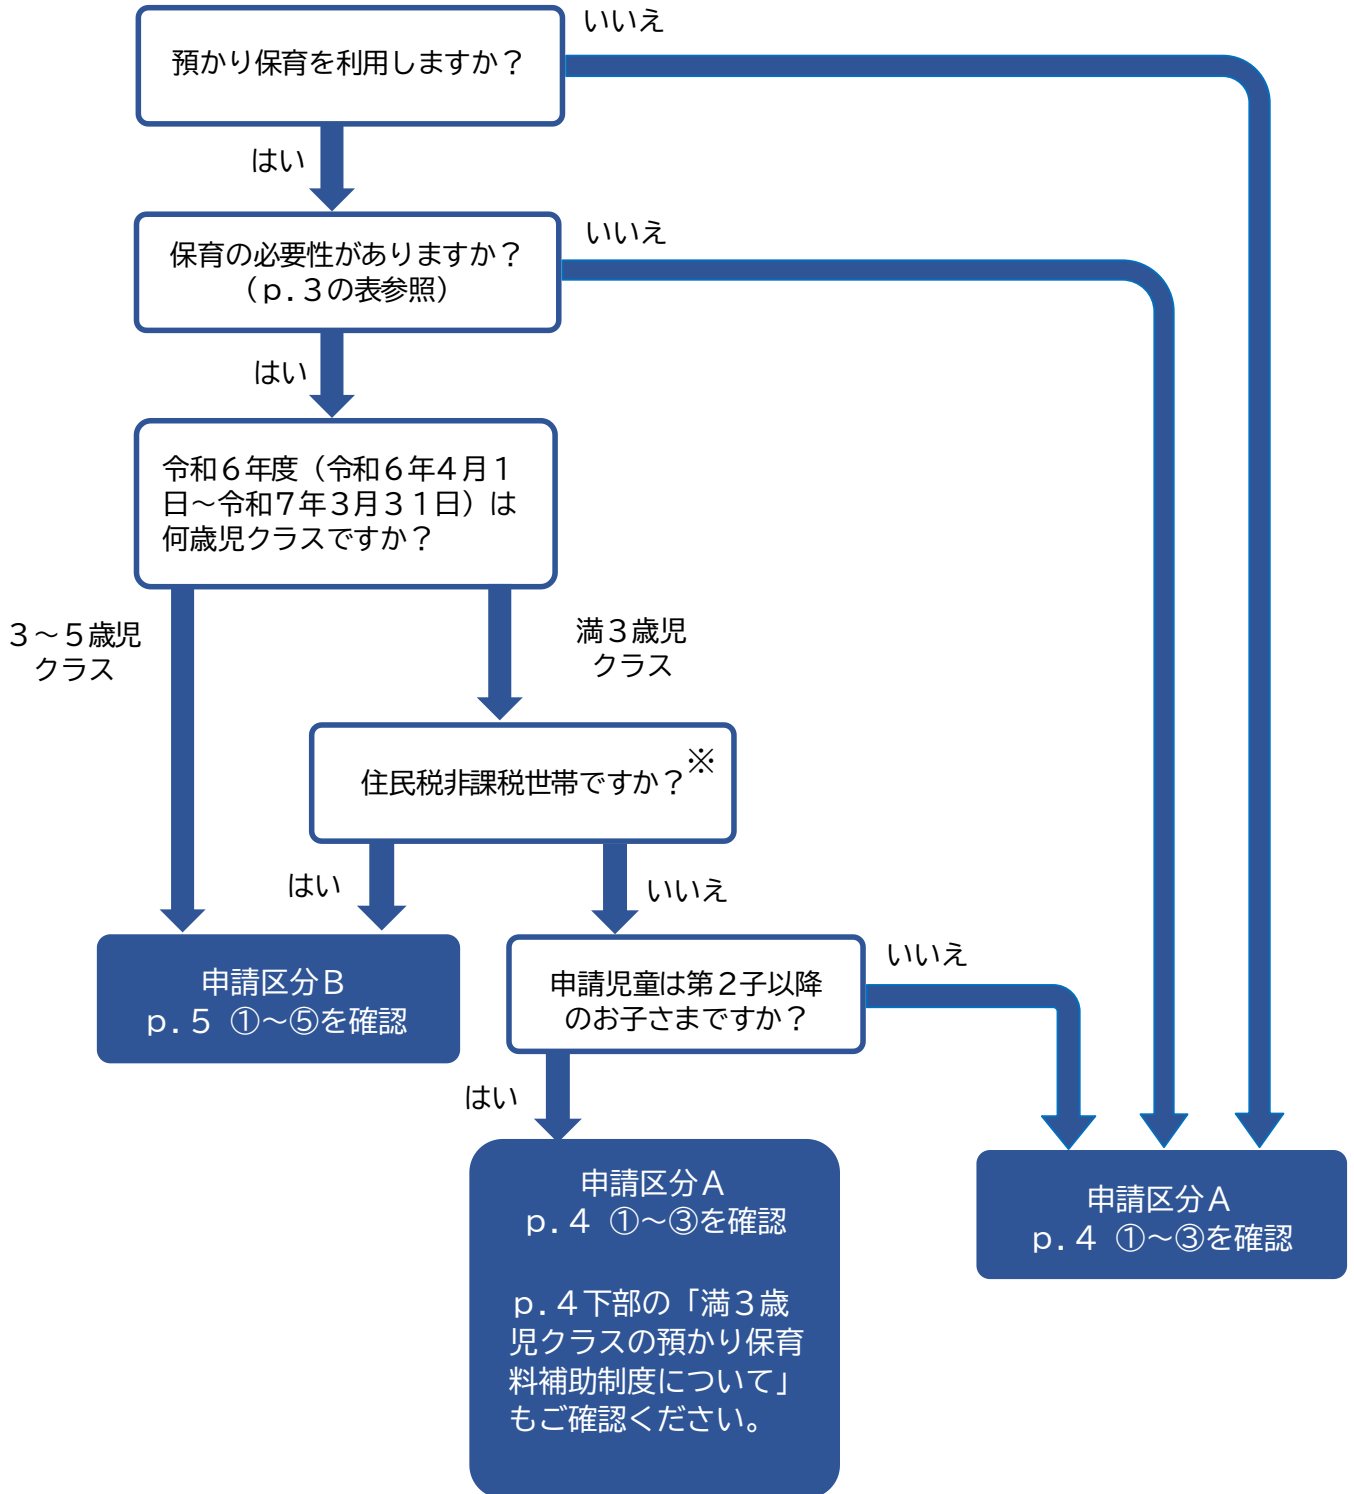 いいえ
預かり保育を利用しますか？
はい
いいえ
保育の必要性がありますか？
（ｐ．３の表参照）
はい
令和６年度（令和６年４月１
日～令和７年３月３１日）は
何歳児クラスですか？
３～５歳児
クラス
満３歳児
クラス
住民税非課税世帯ですか？※
はい
いいえ
申請区分Ｂ
ｐ．５ ①～⑤を確認
申請児童は第２子以降
のお子さまですか？
いいえ
はい
申請区分Ａ
ｐ．４ ①～③を確認
ｐ．４下部の「満３歳
児クラスの預かり保育
料補助制度について」
もご確認ください。
申請区分Ａ
ｐ．４ ①～③を確認